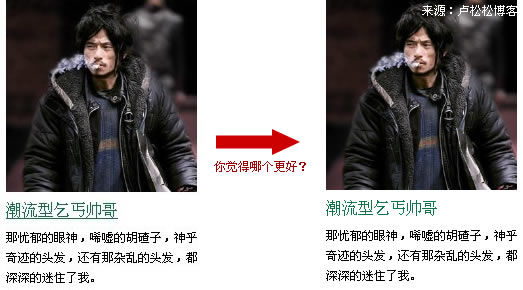 来源：卢松松博客
你觉得哪个更好？
潮流型乞丐帅哥
那忧郁的眼神，唏嘘的胡碴子，神乎
奇迹的头发，还有那杂乱的头发，都
深深的迷住了我。
潮流型乞丐帅哥
那忧郁的眼神，唏嘘的胡碴子，神乎
奇迹的头发，还有那杂乱的头发，都
深深的迷住了我。